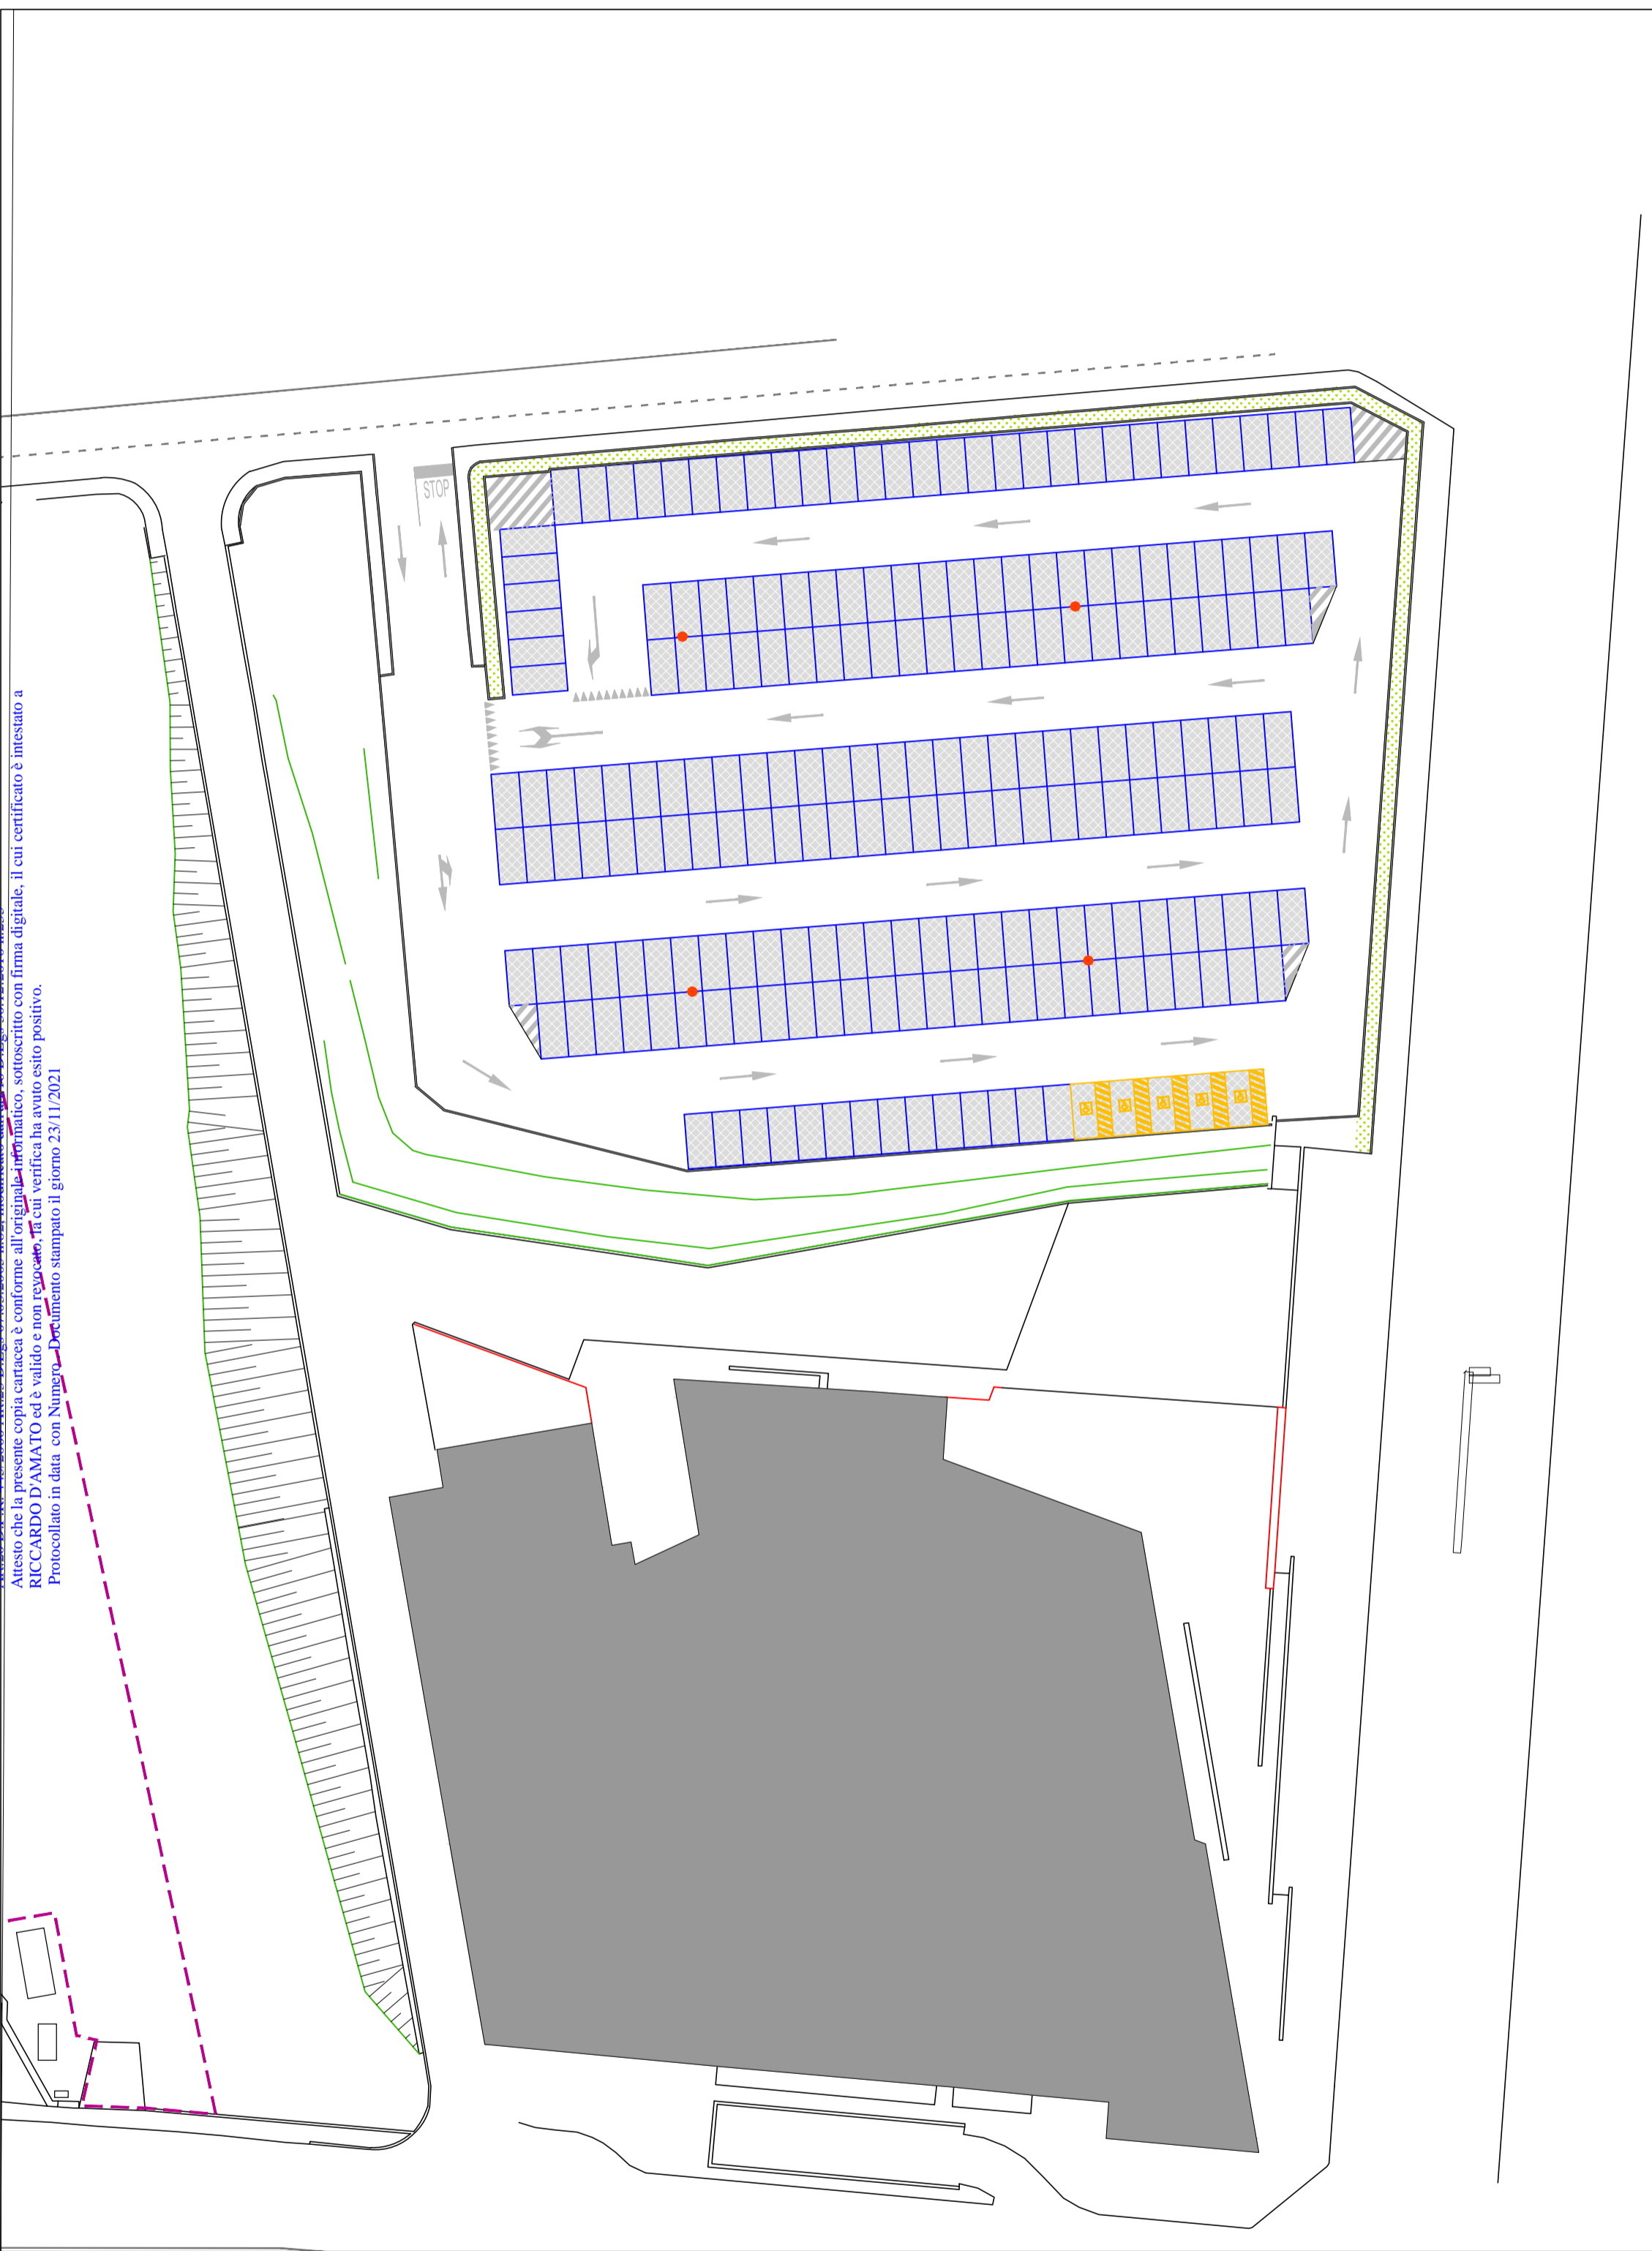 STOP
Attesto che la presente copia cartacea è conforme all'originale informatico, sottoscritto con firma digitale, il cui certificato è intestato a
RICCARDO D'AMATO ed è valido e non revocato, la cui verifica ha avuto esito positivo.
Protocollato in data con Numero Documento stampato il giorno 23/11/2021